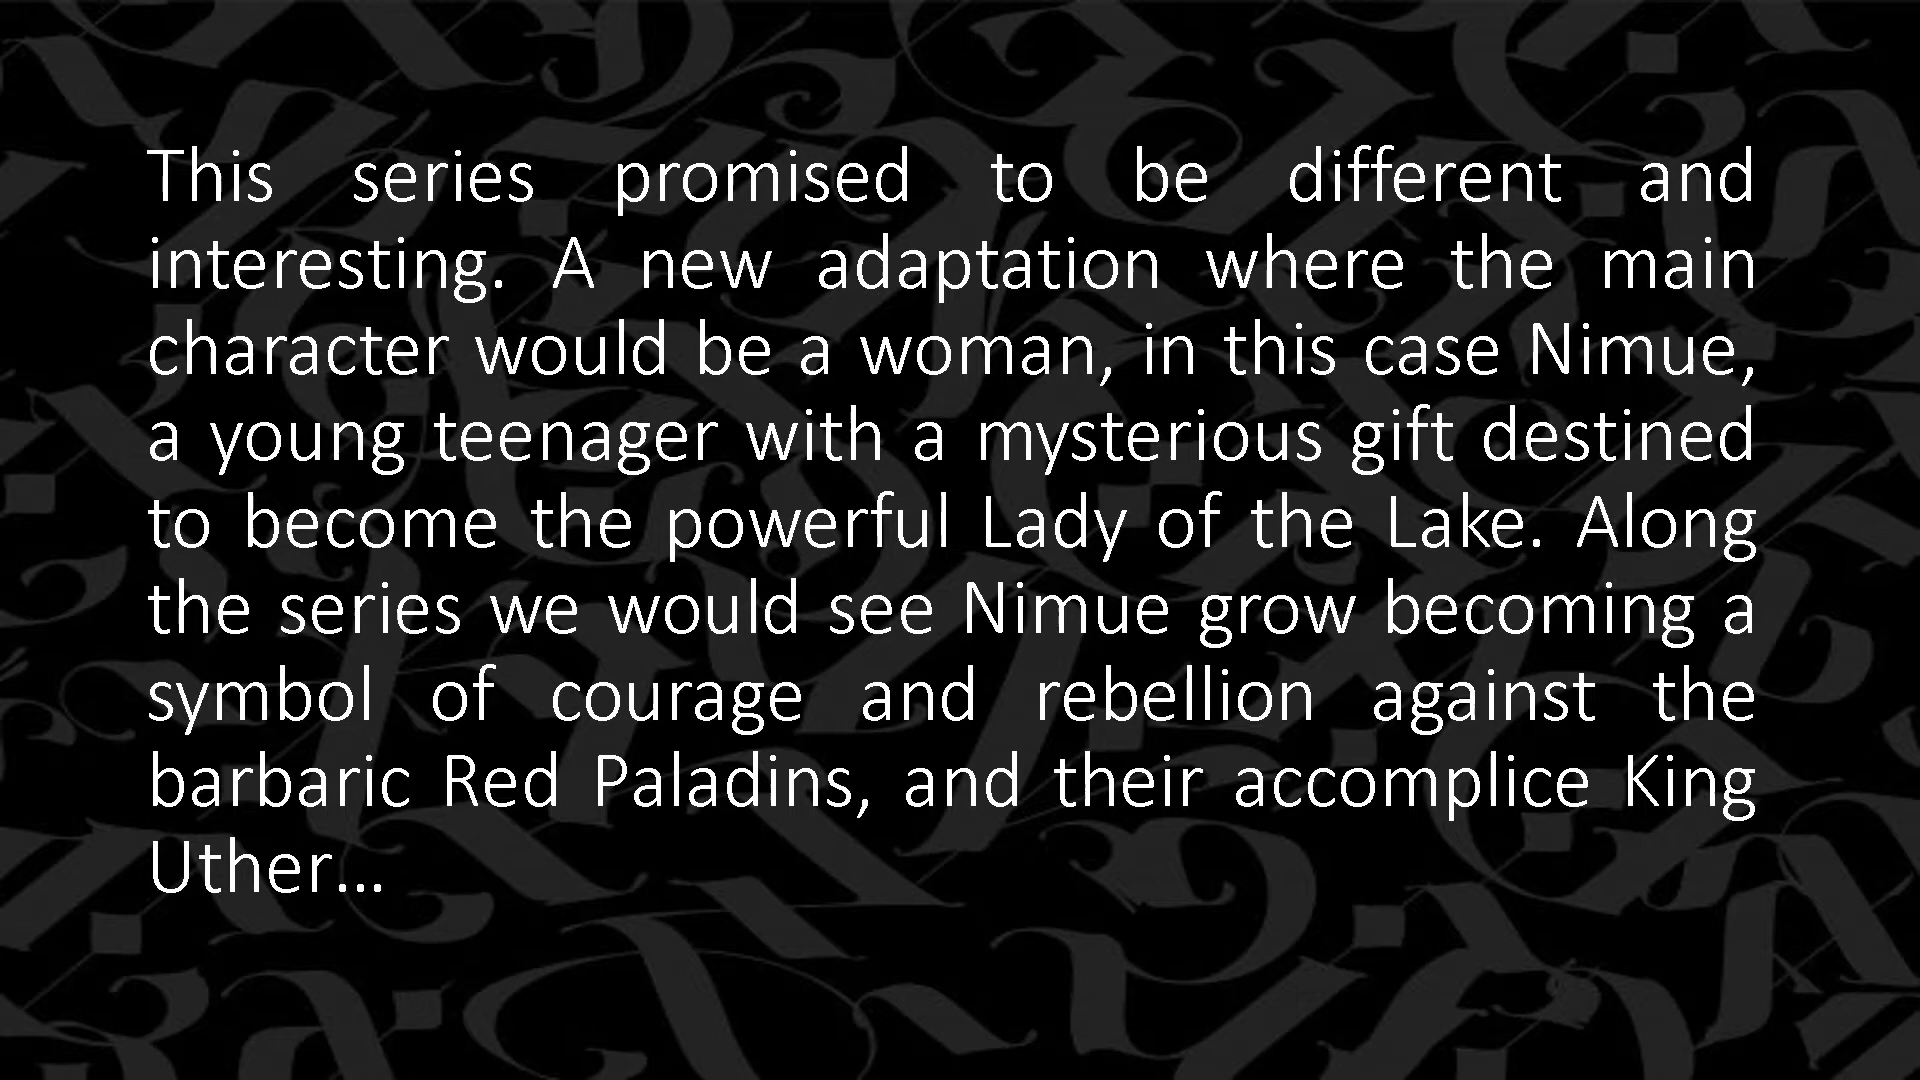 This series promised to be different and
interesting. A new adaptation where the main
character would be a woman, in this case Nimue,
a young teenager with a mysterious gift destined
to become the powerful Lady of the Lake. Along
the series we would see Nimue grow becoming a
symbol of courage and rebellion against the
barbaric Red Paladins, and their accomplice King
Uther…